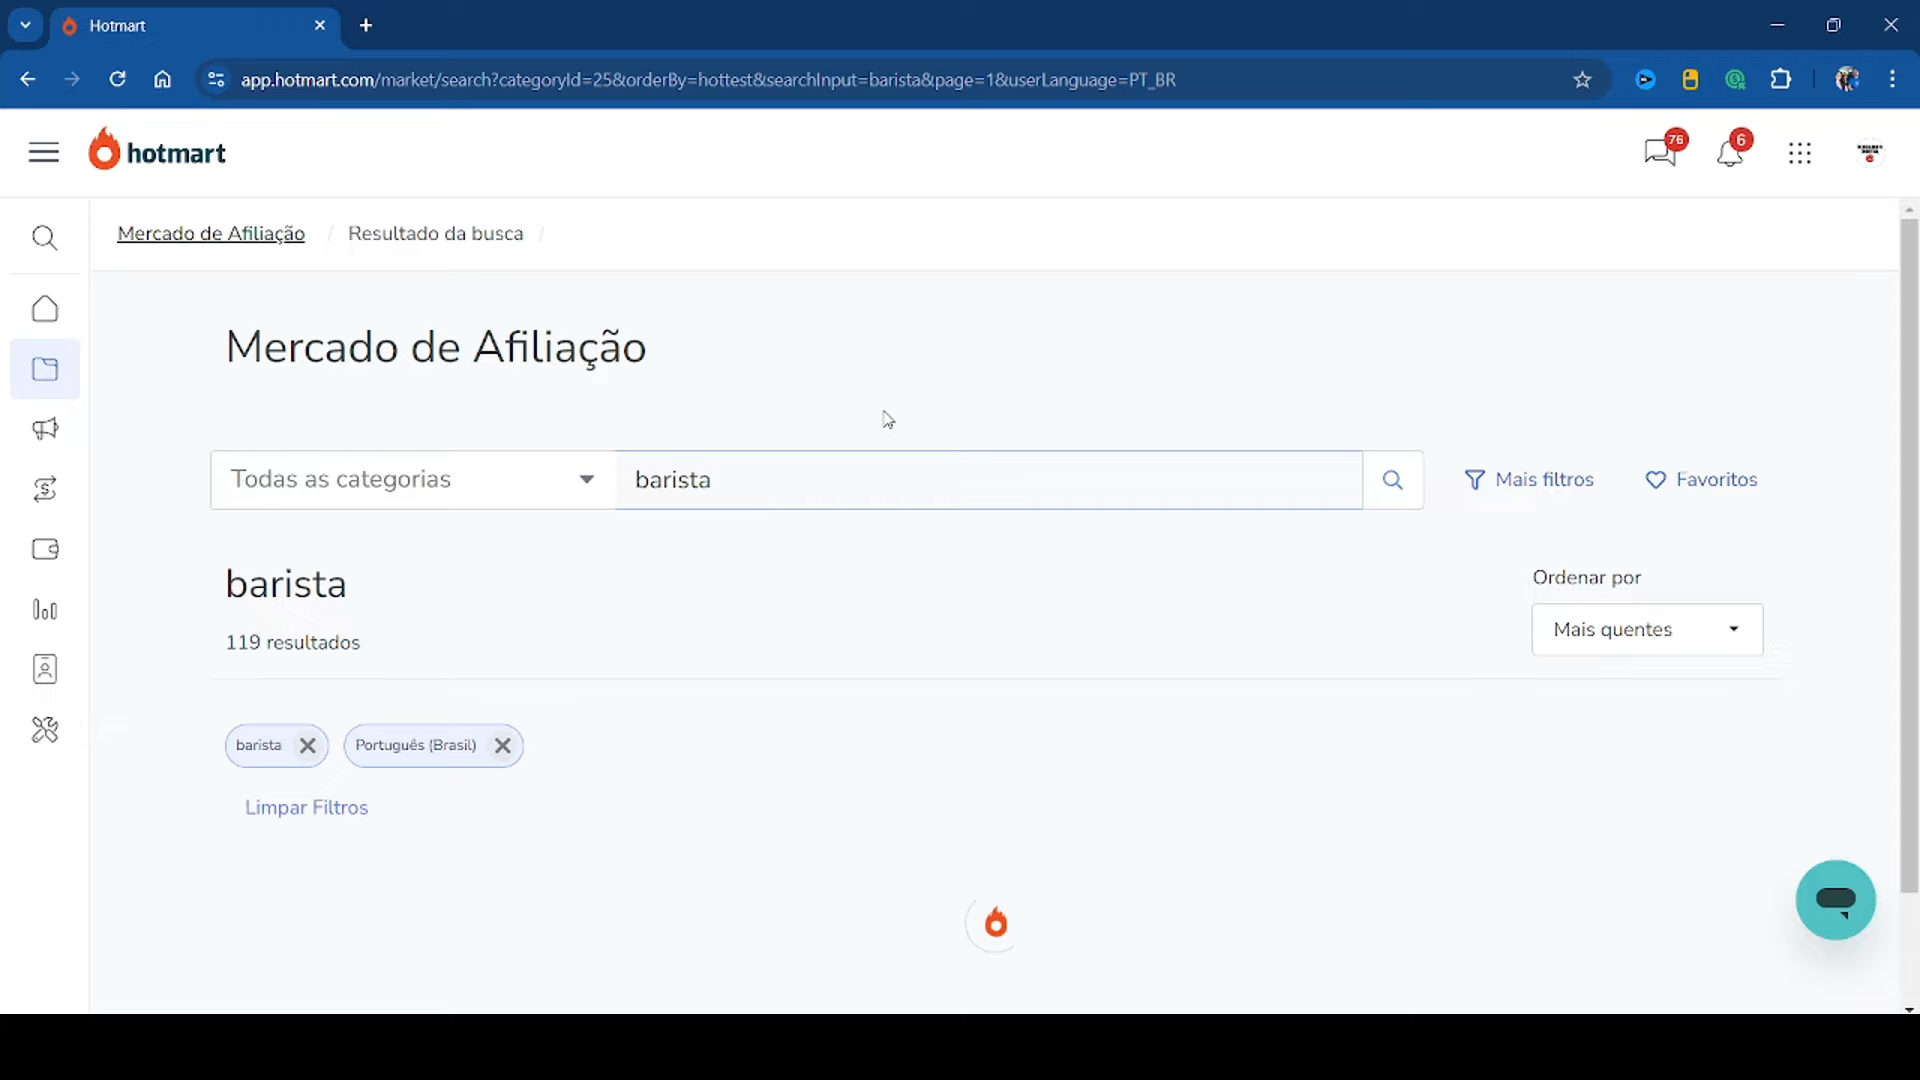 Hotmart
app.hotmart.com/market/search?categoryId=25&orderBy=hottest&searchInput=barista&page=1&userLanguage=PT_BR
hotmart
76
6
Mercado de Afiliação / Resultado da busca /
Mercado de Afiliação
Todas as categorias
barista
Mais filtros
Favoritos
barista
119 resultados
Ordenar por
Mais quentes
barista
Português (Brasil)
Limpar Filtros